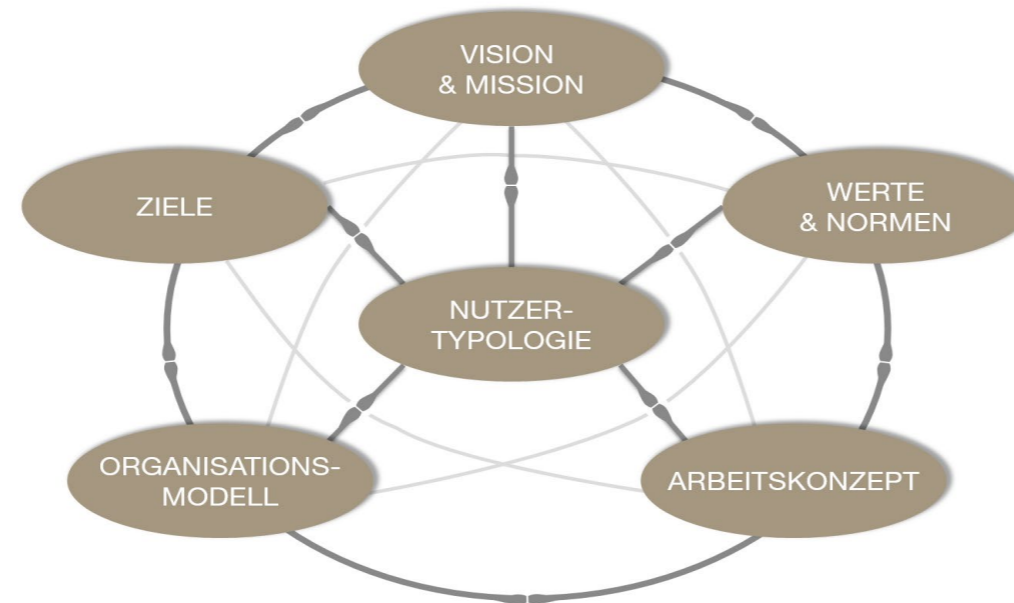 VISION
& MISSION
ZIELE
WERTE
& NORMEN
NUTZER-
TYPOLOGIE
ORGANISATIONS-
MODELL
ARBEITSKONZEPT